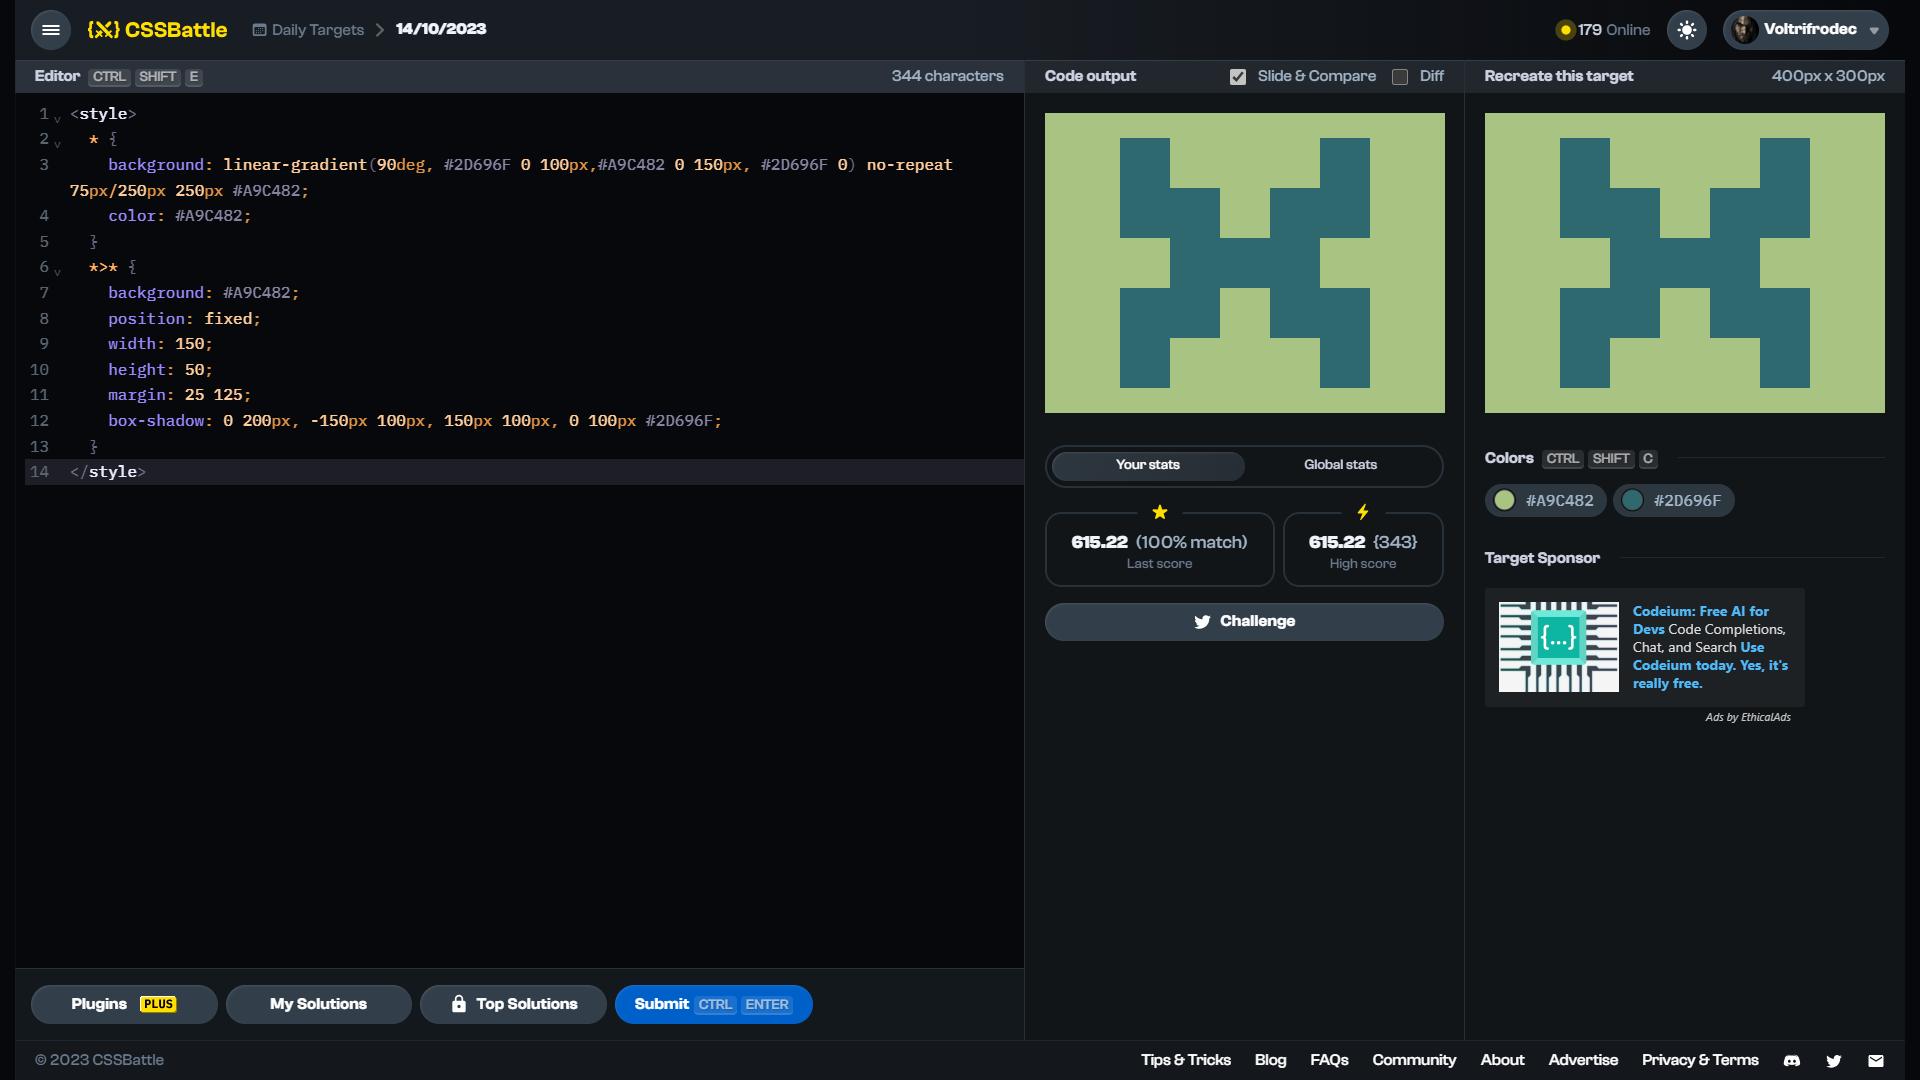 CSSBattle
Daily Targets
14/10/2023
179 Online
Voltrifrodec
Editor CTRL SHIFT E
344 characters
1 <style>
2 * {
3 background: linear-gradient(90deg, #2D696F 0 100px,#A9C482 0 150px, #2D696F 0) no-repeat
75px/250px 250px #A9C482;
4 color: #A9C482;
5 }
6 *>* {
7 background: #A9C482;
8 position: fixed;
9 width: 150;
10 height: 50;
11 margin: 25 125;
12 box-shadow: 0 200px, -150px 100px, 150px 100px, 0 100px #2D696F;
13 }
14 </style>
Plugins PLUS
My Solutions
Top Solutions
Submit CTRL ENTER
Code output
Slide & Compare
Diff
Your stats
Global stats
615.22 (100% match)
Last score
615.22 {343}
High score
Challenge
Recreate this target
400px x 300px
Colors CTRL SHIFT C
#A9C482
#2D696F
Target Sponsor
{...}
Codeium: Free AI for
Devs Code Completions,
Chat, and Search Use
Codeium today. Yes, it's
really free.
Ads by EthicalAds
© 2023 CSSBattle
Tips & Tricks
Blog
FAQs
Community
About
Advertise
Privacy & Terms